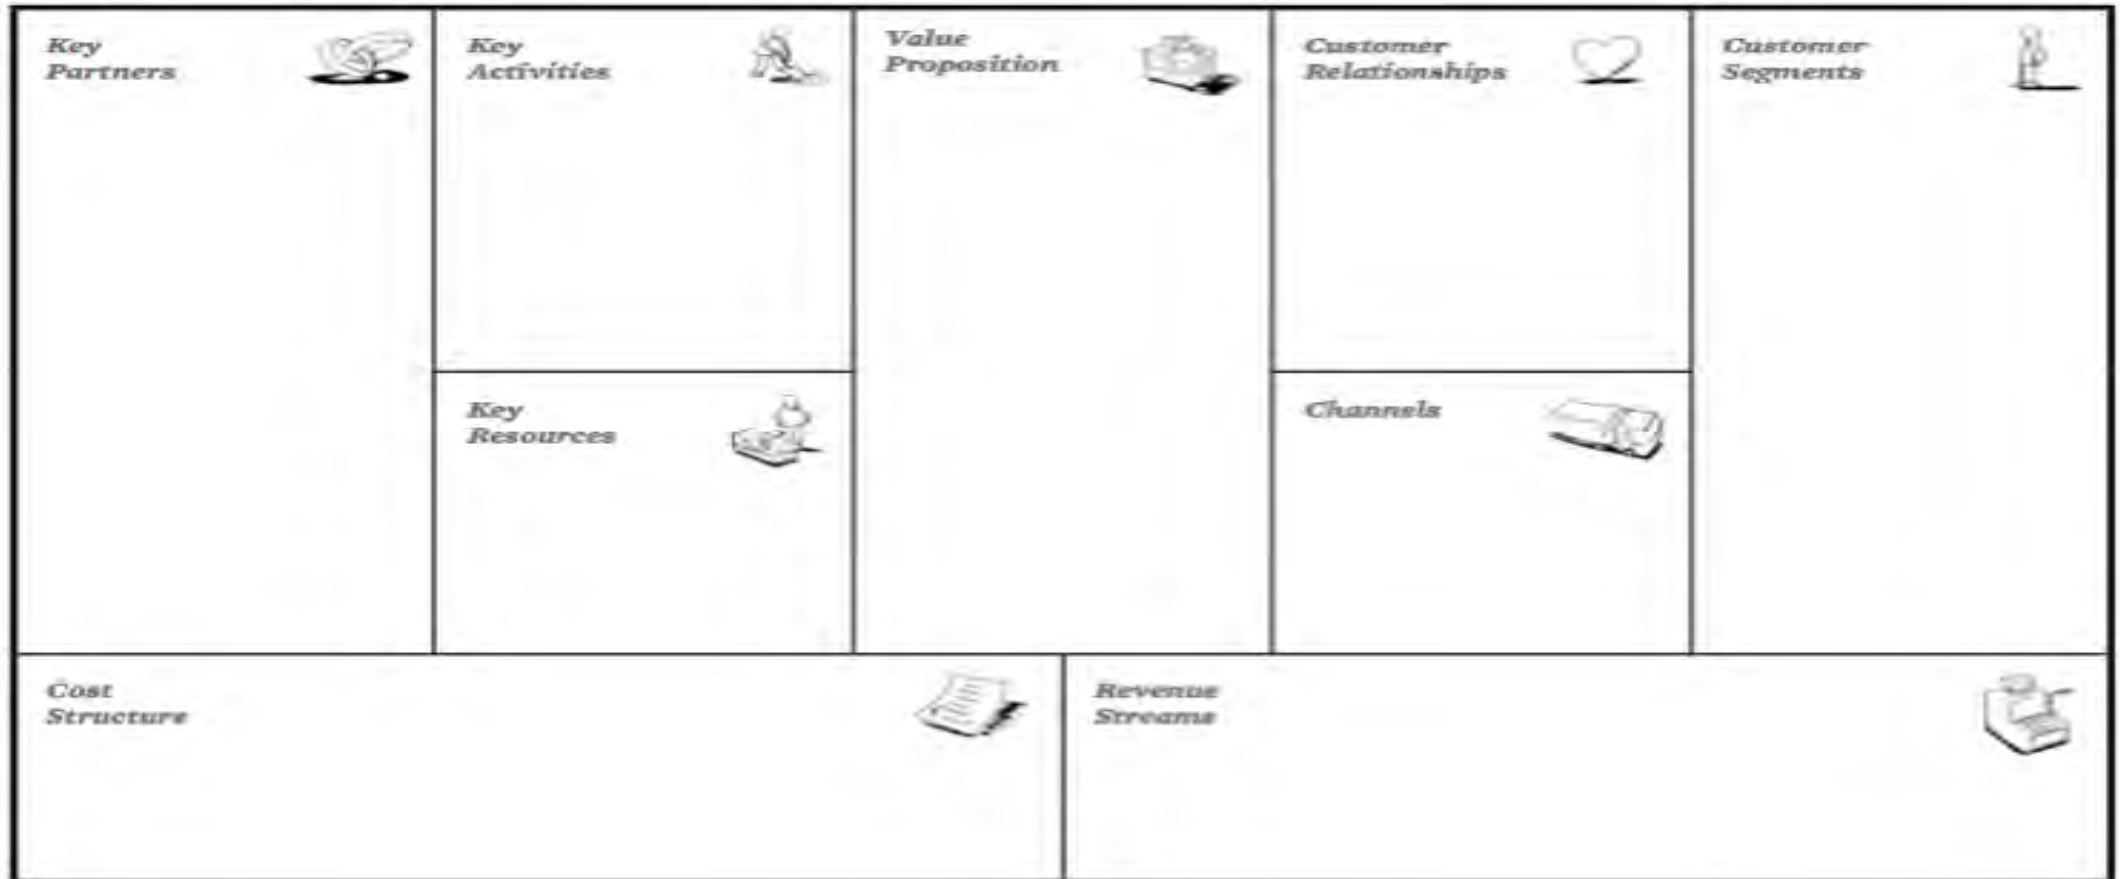 Key
Partners
Key
Activities
Value
Proposition
Customer
Relationships
Customer
Segments
Key
Resources
Channels
Cost
Structure
Revenue
Streams